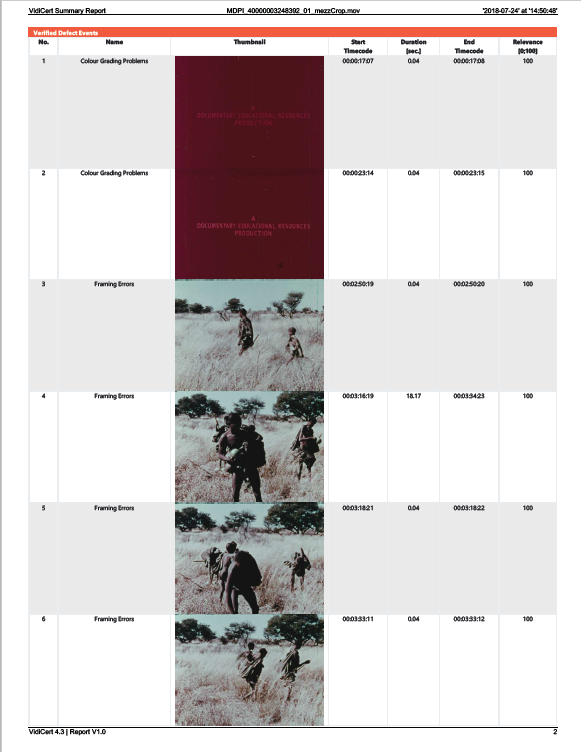 VidiCert Summary Report MDPI_40000003248392_01_mezzCrop.mov '2018-07-24' at '14:50:48'
Verified Defect Events
No. Name Thumbnail Start Timecode Duration [sec.] End Timecode Relevance [0;100]
1 Colour Grading Problems 00:00:17:07 0.04 00:00:17:08 100
A
DOCUMENTARY EDUCATIONAL RESOURCES
PRODUCTION
2 Colour Grading Problems 00:00:23:14 0.04 00:00:23:15 100
A
DOCUMENTARY EDUCATIONAL RESOURCES
PRODUCTION
3 Framing Errors 00:02:50:19 0.04 00:02:50:20 100
4 Framing Errors 00:03:16:19 18.17 00:03:34:23 100
5 Framing Errors 00:03:18:21 0.04 00:03:18:22 100
6 Framing Errors 00:03:33:11 0.04 00:03:33:12 100
VidiCert 4.3 | Report V1.0 2